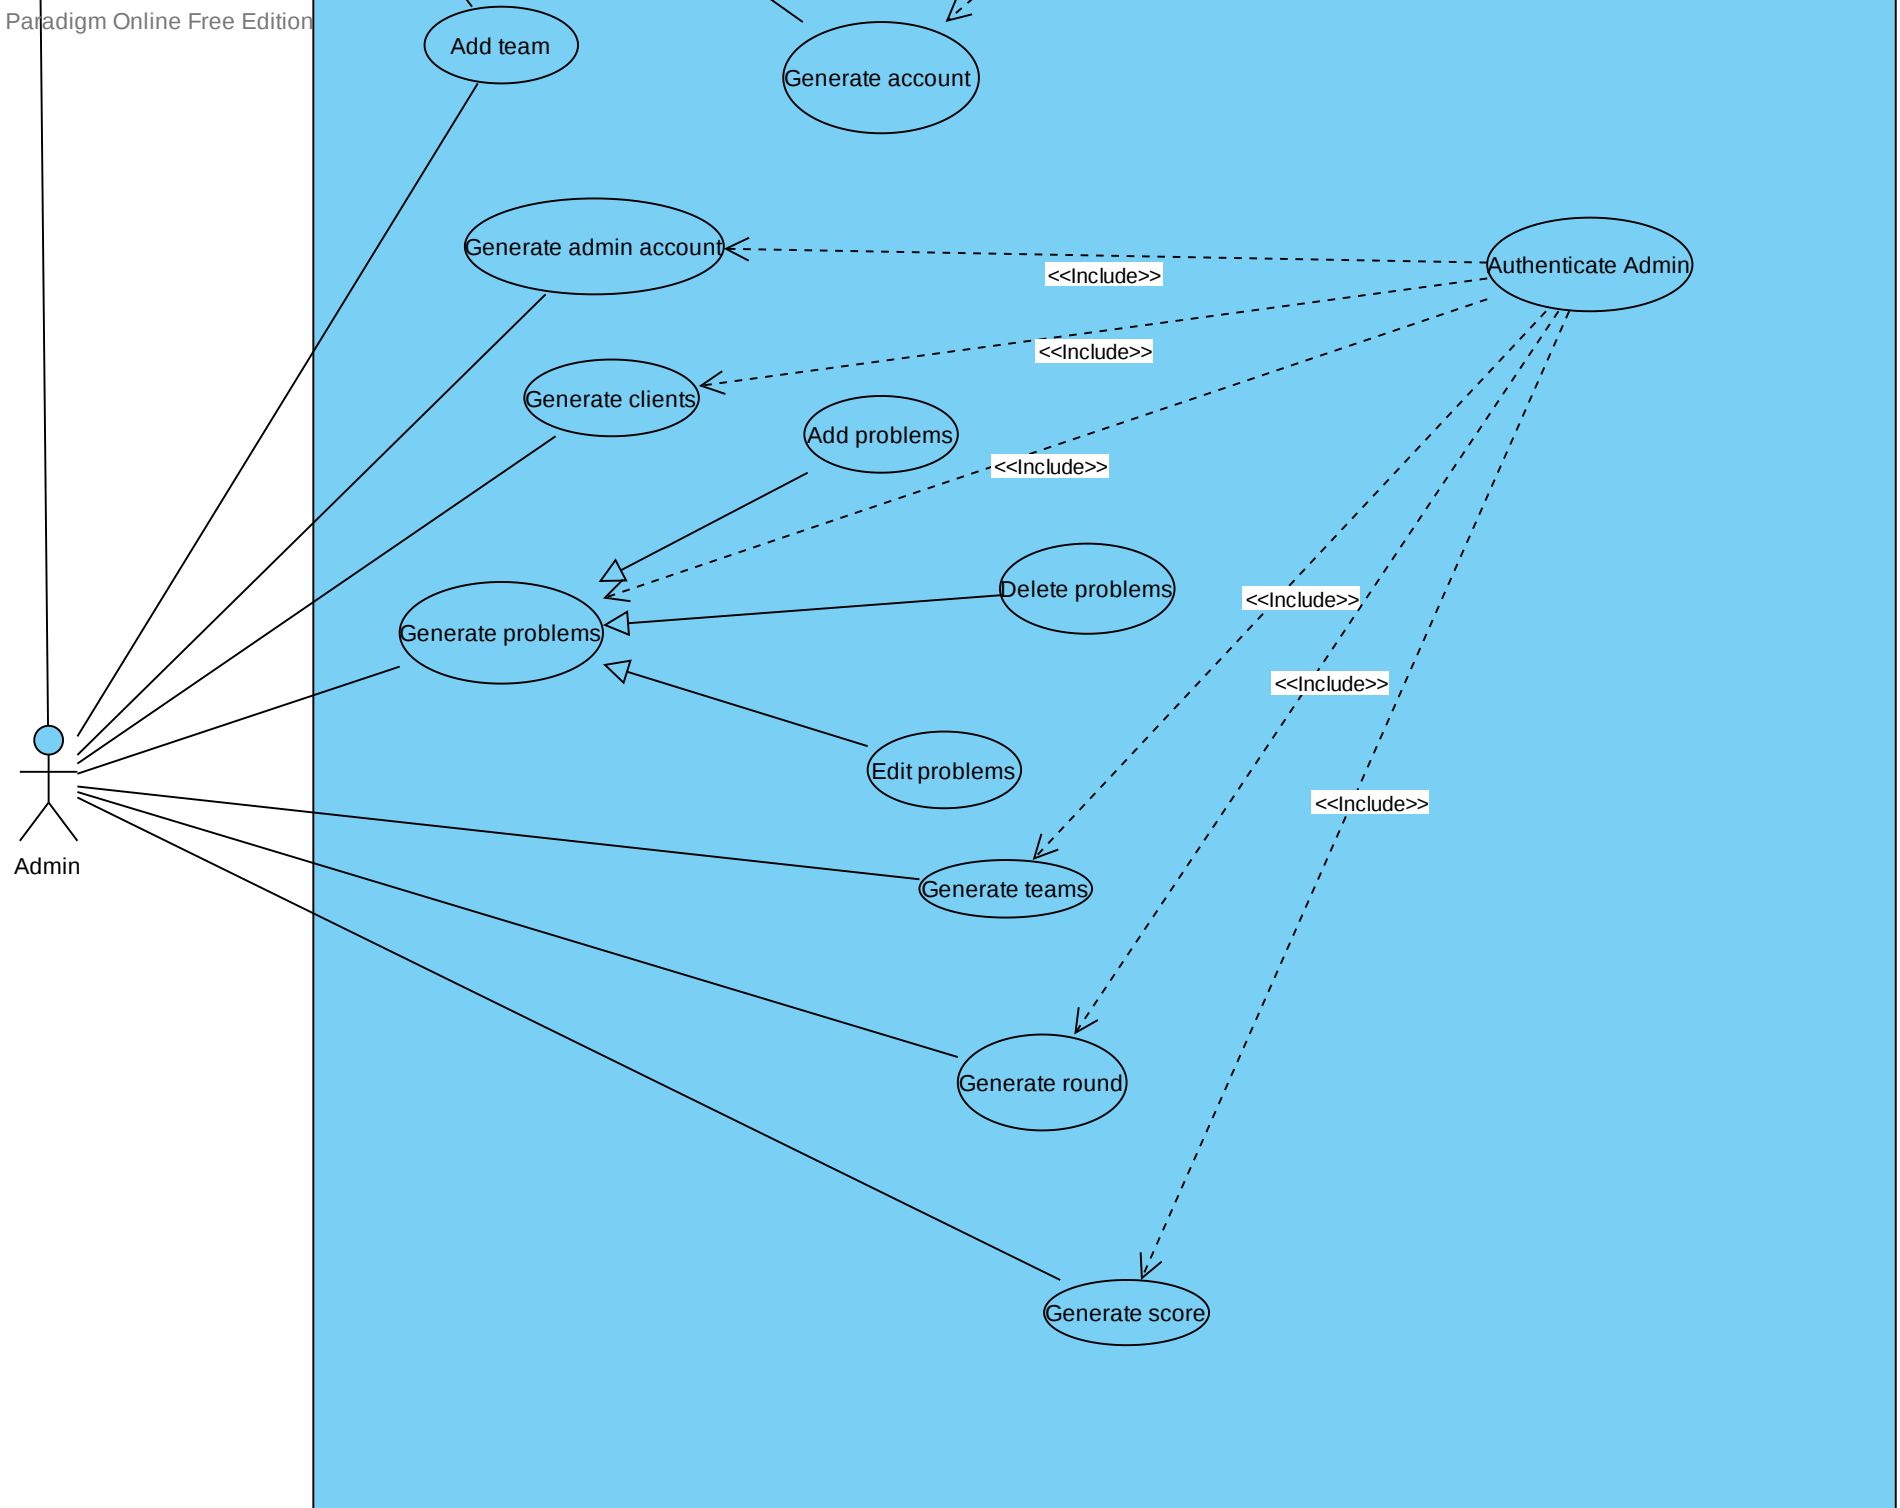 Paradigm Online Free Edition
Add team
Generate account
Generate admin account
Authenticate Admin
<<Include>>
<<Include>>
Generate clients
Add problems
<<Include>>
Delete problems
<<Include>>
Generate problems
<<Include>>
Edit problems
<<Include>>
Admin
Generate teams
Generate round
Generate score